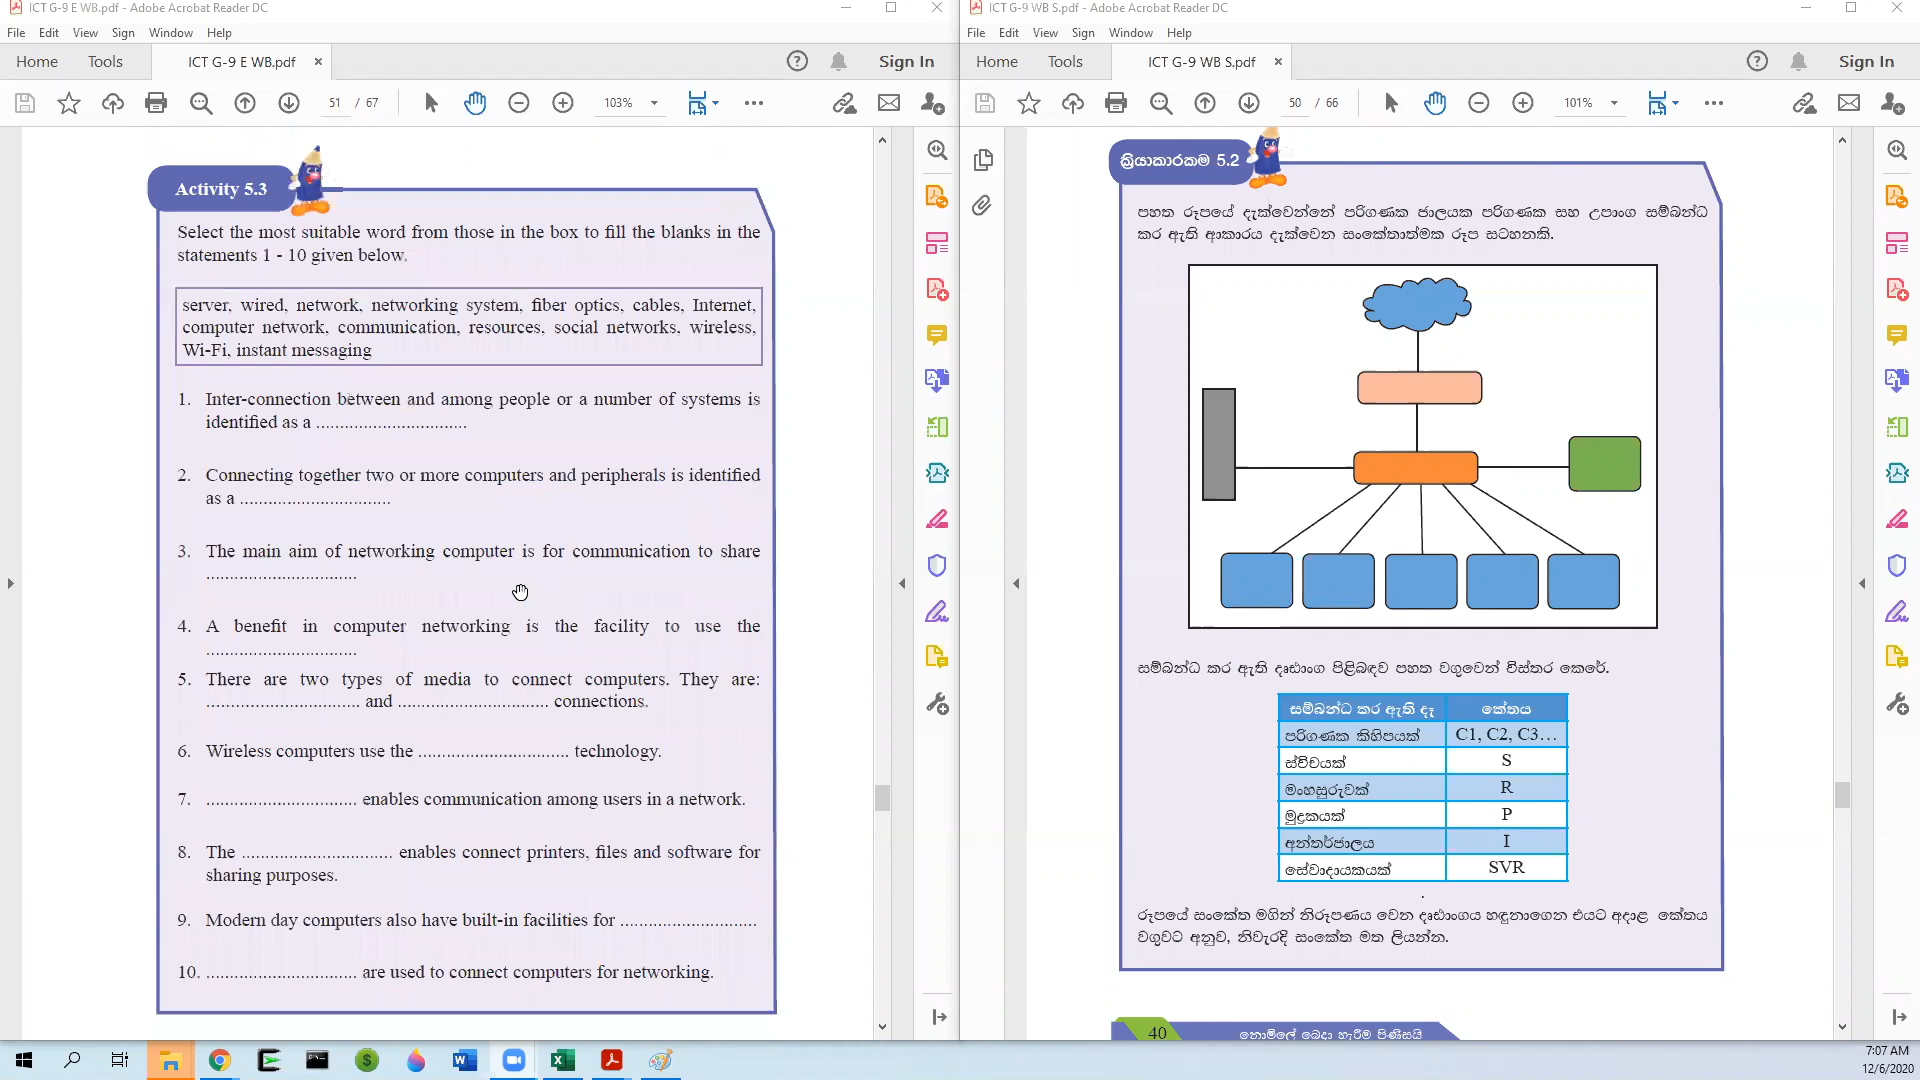 ICT G-9 E WB.pdf - Adobe Acrobat Reader DC
File Edit View Sign Window Help
Home Tools ICT G-9 E WB.pdf × Sign In
51 / 67 103%
Activity 5.3
Select the most suitable word from those in the box to fill the blanks in the
statements 1 - 10 given below.
server, wired, network, networking system, fiber optics, cables, Internet,
computer network, communication, resources, social networks, wireless,
Wi-Fi, instant messaging
1. Inter-connection between and among people or a number of systems is
identified as a ................................
2. Connecting together two or more computers and peripherals is identified
as a ................................
3. The main aim of networking computer is for communication to share
................................
4. A benefit in computer networking is the facility to use the
................................
5. There are two types of media to connect computers. They are:
................................ and ................................ connections.
6. Wireless computers use the ................................ technology.
7. ................................ enables communication among users in a network.
8. The ................................ enables connect printers, files and software for
sharing purposes.
9. Modern day computers also have built-in facilities for .............................
10. ................................ are used to connect computers for networking.
ICT G-9 WB S.pdf - Adobe Acrobat Reader DC
File Edit View Sign Window Help
Home Tools ICT G-9 WB S.pdf × Sign In
50 / 66 101%
ක්‍රියාකාරකම 5.2
පහත රූපයේ දැක්වෙන්නේ පරිගණක ජාලයක පරිගණක සහ උපාංග සම්බන්ධ
කර ඇති ආකාරය දැක්වෙන සංකේතාත්මක රූප සටහනකි.
සම්බන්ධ කර ඇති දෘඪාංග පිළිබඳව පහත වගුවෙන් විස්තර කෙරේ.
සම්බන්ධ කර ඇති දෑ කේතය
පරිගණක කිහිපයක් C1, C2, C3…
ස්විචයක් S
මංහසුරුවක් R
මුද්‍රකයක් P
අන්තර්ජාලය I
සේවාදායකයක් SVR
රූපයේ සංකේත මගින් නිරූපණය වෙන දෘඪාංගය හඳුනාගෙන එයට අදාළ කේතය
වගුවට අනුව, නිවැරදි සංකේත මත ලියන්න.
40 නොමිලේ බෙදා හැරීම පිණිසයි
7:07 AM
12/6/2020